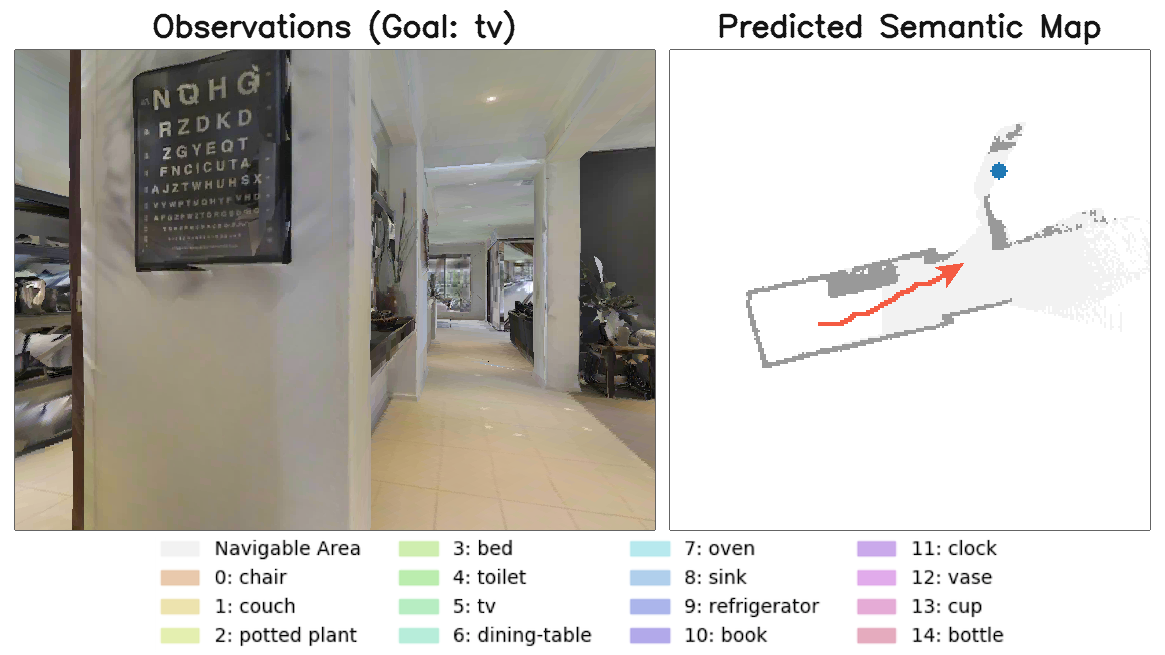 Observations (Goal: tv)
Predicted Semantic Map
NQHG
RZDKD
ZGYEQT
FNCICUTA
AJZTWHUHSX
Navigable Area
0: chair
1: couch
2: potted plant
3: bed
4: toilet
5: tv
6: dining-table
7: oven
8: sink
9: refrigerator
10: book
11: clock
12: vase
13: cup
14: bottle